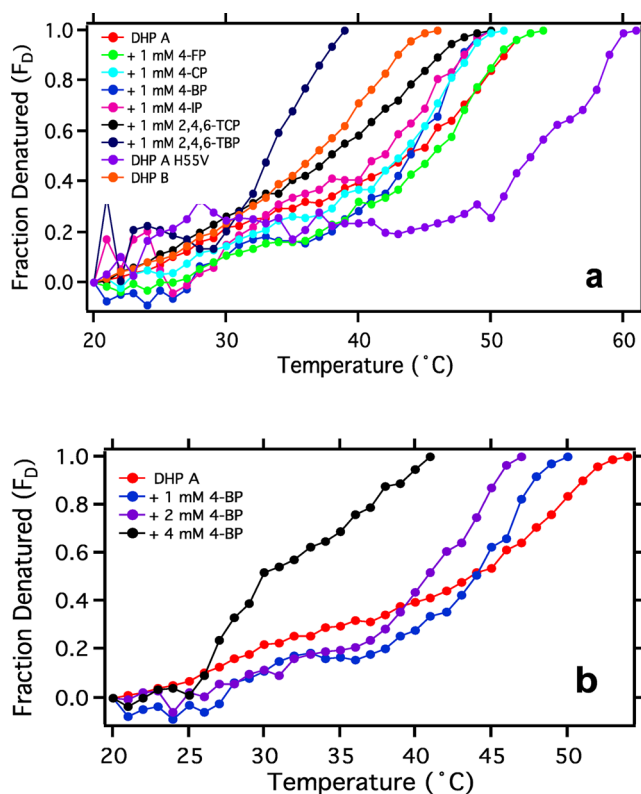 1.0
0.8
0.6
0.4
0.2
0.0
Fraction Denatured (F_D)
DHP A
+ 1 mM 4-FP
+ 1 mM 4-CP
+ 1 mM 4-BP
+ 1 mM 4-IP
+ 1 mM 2,4,6-TCP
+ 1 mM 2,4,6-TBP
DHP A H55V
DHP B
a
20 30 40 50 60
Temperature (˚C)
1.0
0.8
0.6
0.4
0.2
0.0
Fraction Denatured (F_D)
DHP A
+ 1 mM 4-BP
+ 2 mM 4-BP
+ 4 mM 4-BP
b
20 25 30 35 40 45 50
Temperature (˚C)